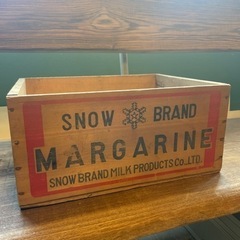 SNOW BRAND
MARGARINE
SNOW BRAND MILK PRODUCTS CO., LTD.